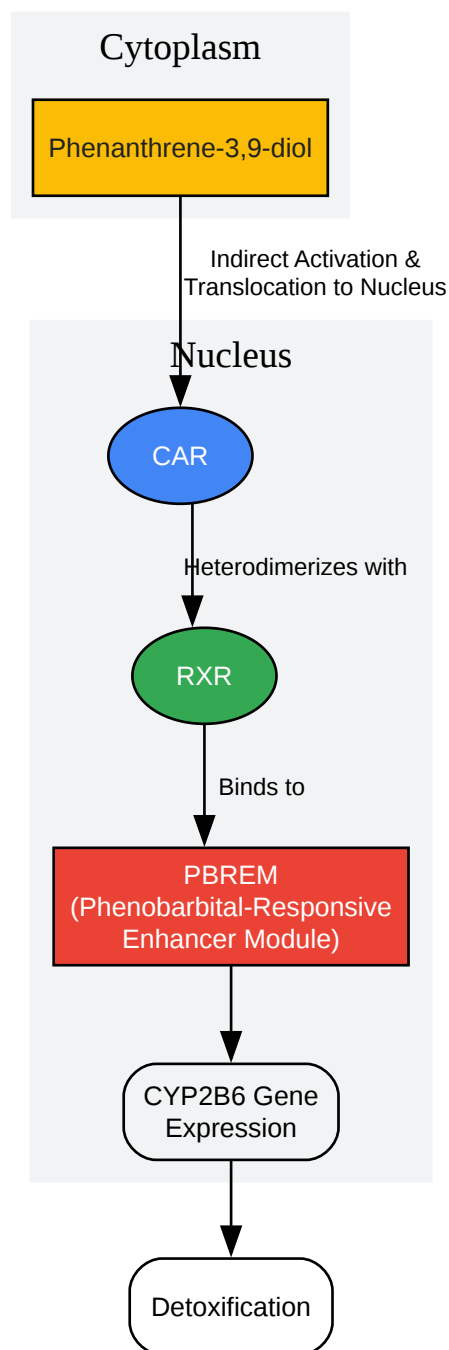 Cytoplasm
Phenanthrene-3,9-diol
Indirect Activation &
Translocation to Nucleus
Nucleus
CAR
Heterodimerizes with
RXR
Binds to
PBREM
(Phenobarbital-Responsive
Enhancer Module)
CYP2B6 Gene
Expression
Detoxification